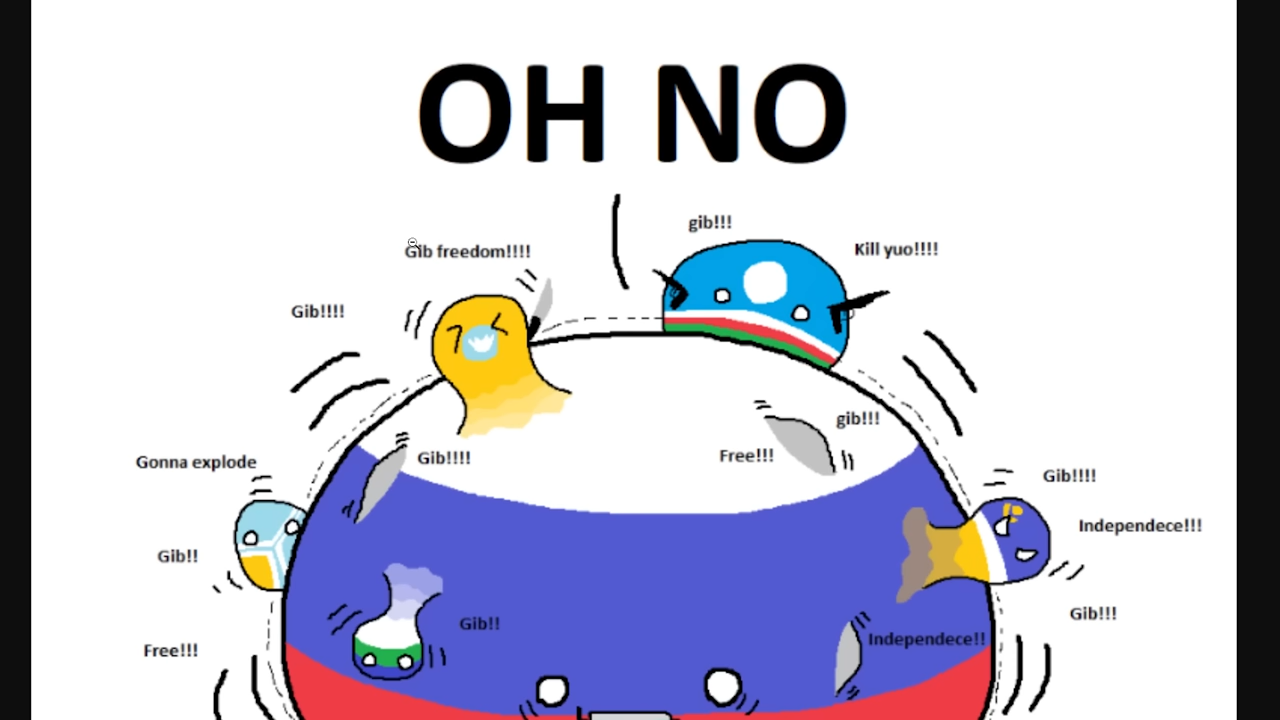 OH NO
gib!!!
Gib freedom!!!!
Kill yuo!!!!
Gib!!!!
gib!!!
Gib!!!!
Free!!!
Gonna explode
Gib!!!!
Independece!!!
Gib!!
Gib!!!
Gib!!
Independece!!
Free!!!